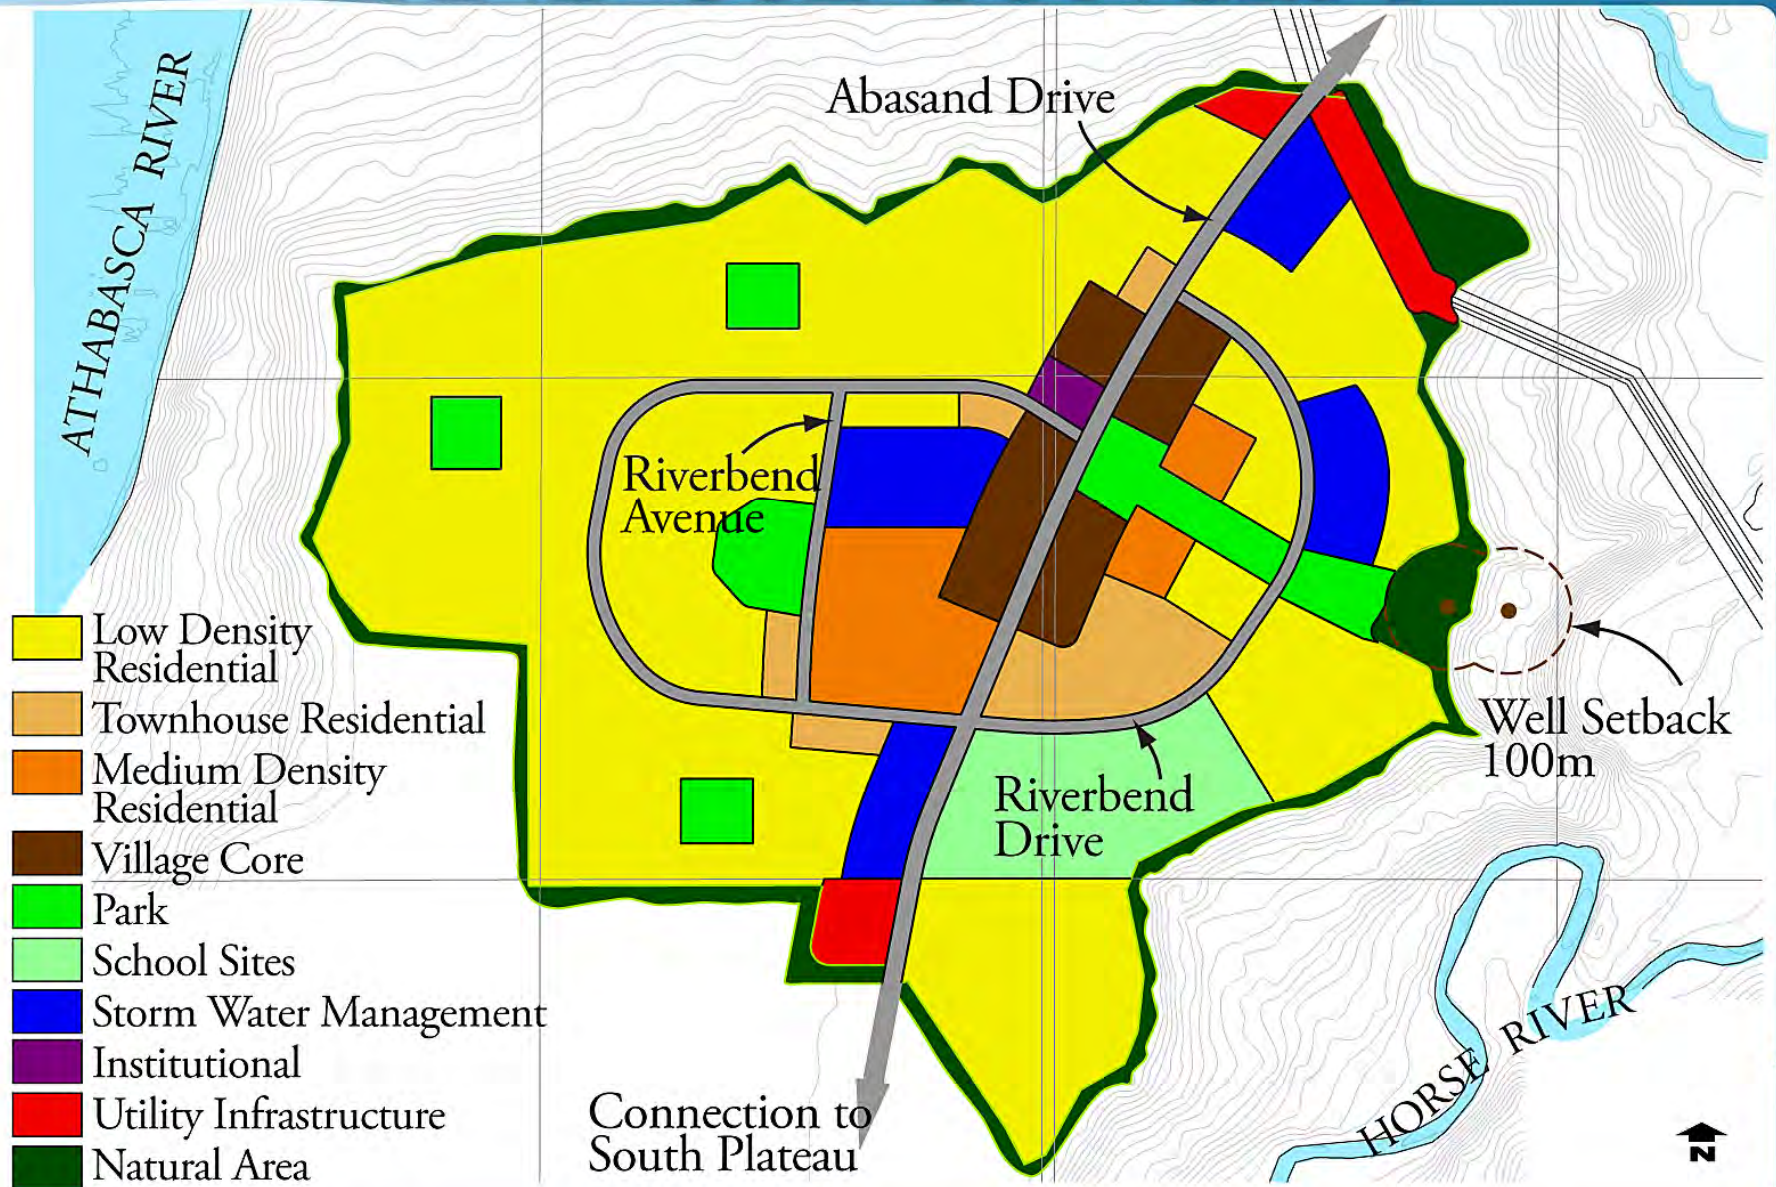 ATHABASCA RIVER
Abasand Drive
Riverbend
Avenue
Low Density
Residential
Townhouse Residential
Medium Density
Residential
Village Core
Park
School Sites
Storm Water Management
Institutional
Utility Infrastructure
Natural Area
Well Setback
100m
Riverbend
Drive
Connection to
South Plateau
HORSE RIVER
N